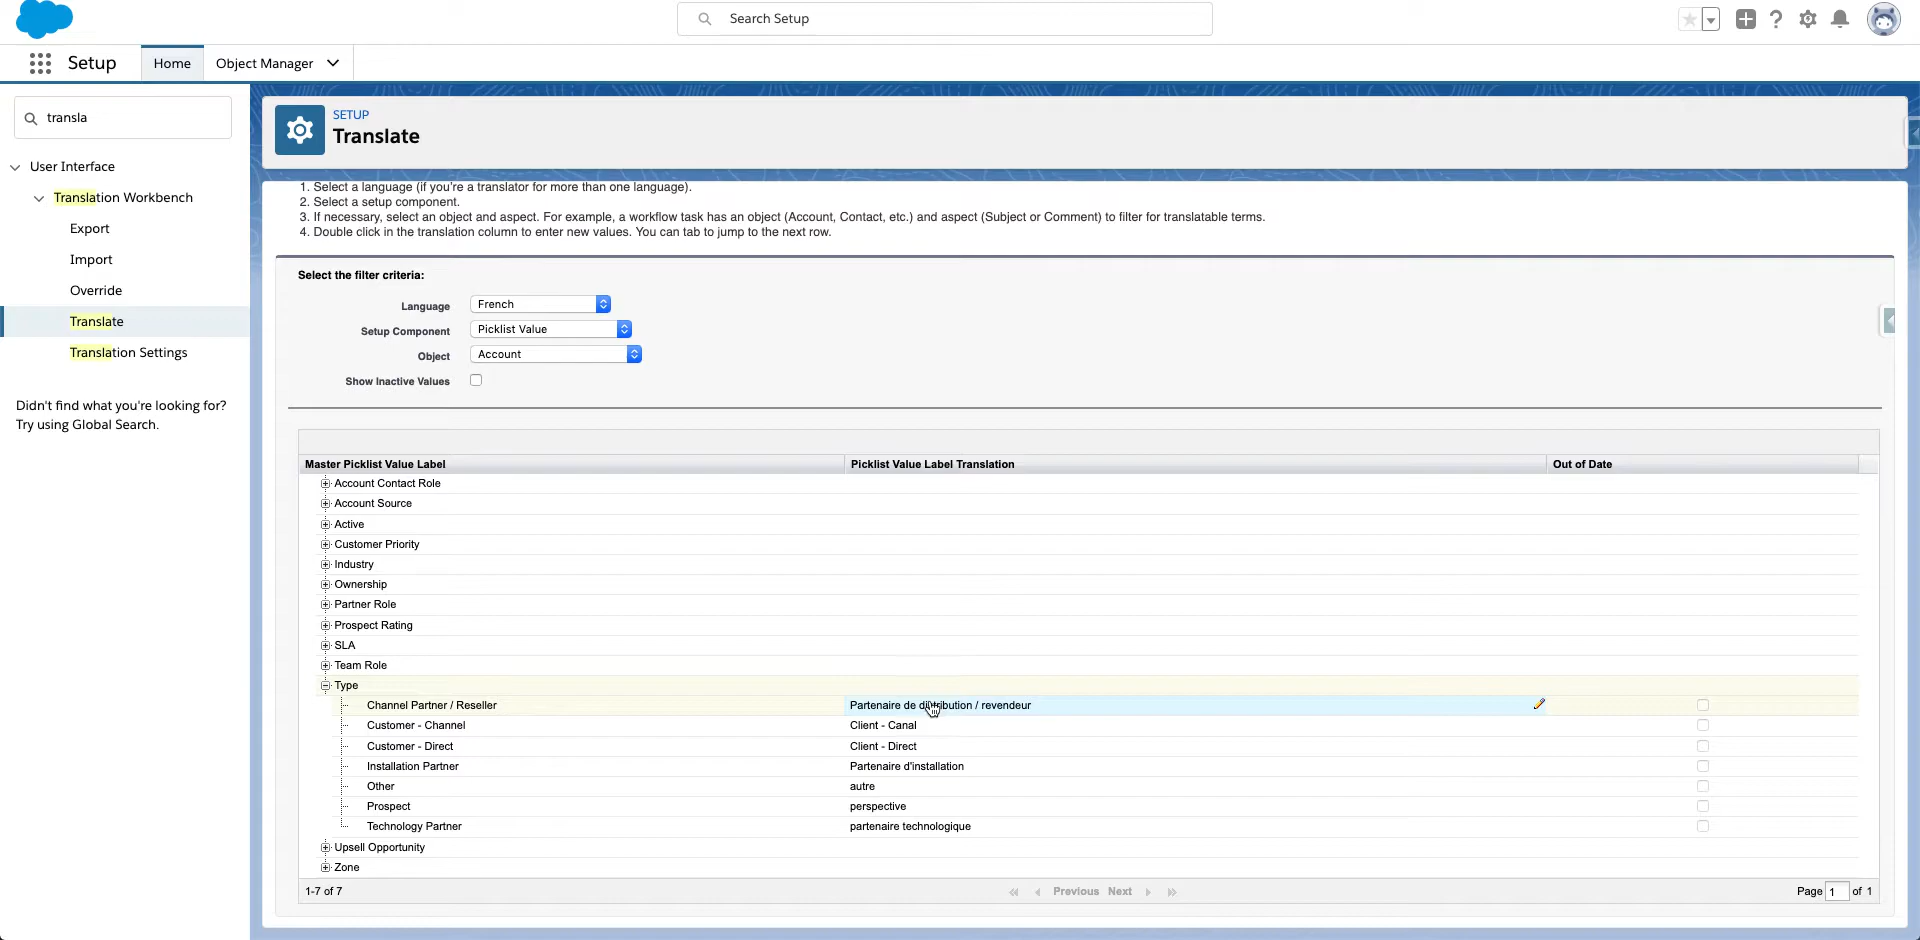 Search Setup
Setup
Home
Object Manager
transla
User Interface
Translation Workbench
Export
Import
Override
Translate
Translation Settings
Didn't find what you're looking for?
Try using Global Search.
SETUP
Translate
1. Select a language (if you're a translator for more than one language).
2. Select a setup component.
3. If necessary, select an object and aspect. For example, a workflow task has an object (Account, Contact, etc.) and aspect (Subject or Comment) to filter for translatable terms.
4. Double click in the translation column to enter new values. You can tab to jump to the next row.
Select the filter criteria:
Language French
Setup Component Picklist Value
Object Account
Show Inactive Values
Master Picklist Value Label Picklist Value Label Translation Out of Date
Account Contact Role
Account Source
Active
Customer Priority
Industry
Ownership
Partner Role
Prospect Rating
SLA
Team Role
Type
Channel Partner / Reseller Partenaire de distribution / revendeur
Customer - Channel Client - Canal
Customer - Direct Client - Direct
Installation Partner Partenaire d'installation
Other autre
Prospect perspective
Technology Partner partenaire technologique
Upsell Opportunity
Zone
1-7 of 7 Previous Next Page 1 of 1